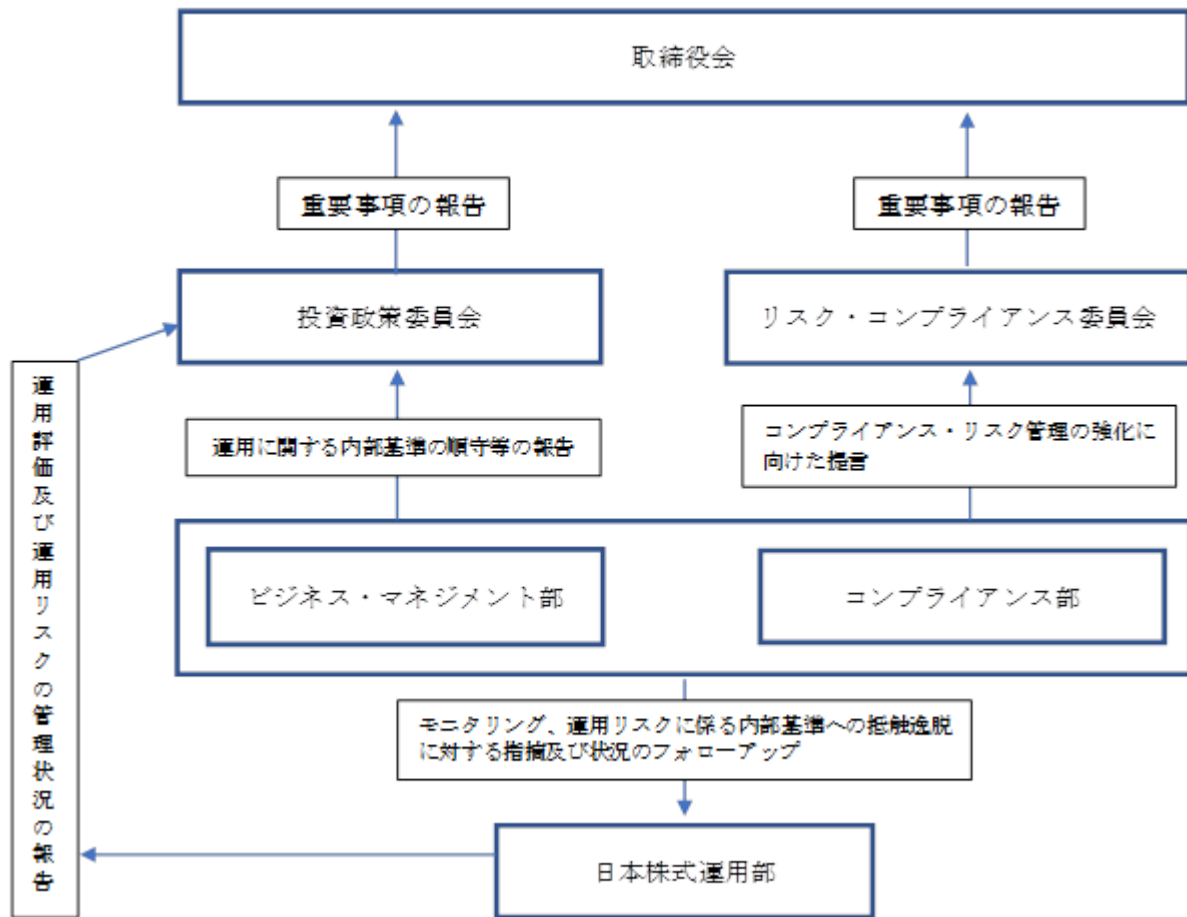 取締役会
重要事項の報告
重要事項の報告
投資政策委員会
リスク・コンプライアンス委員会
運用評価及び運用リスクの管理状況の報告
運用に関する内部基準の順守等の報告
コンプライアンス・リスク管理の強化に
向けた提言
ビジネス・マネジメント部
コンプライアンス部
モニタリング、運用リスクに係る内部基準への抵触逸脱
に対する指摘及び状況のフォローアップ
日本株式運用部